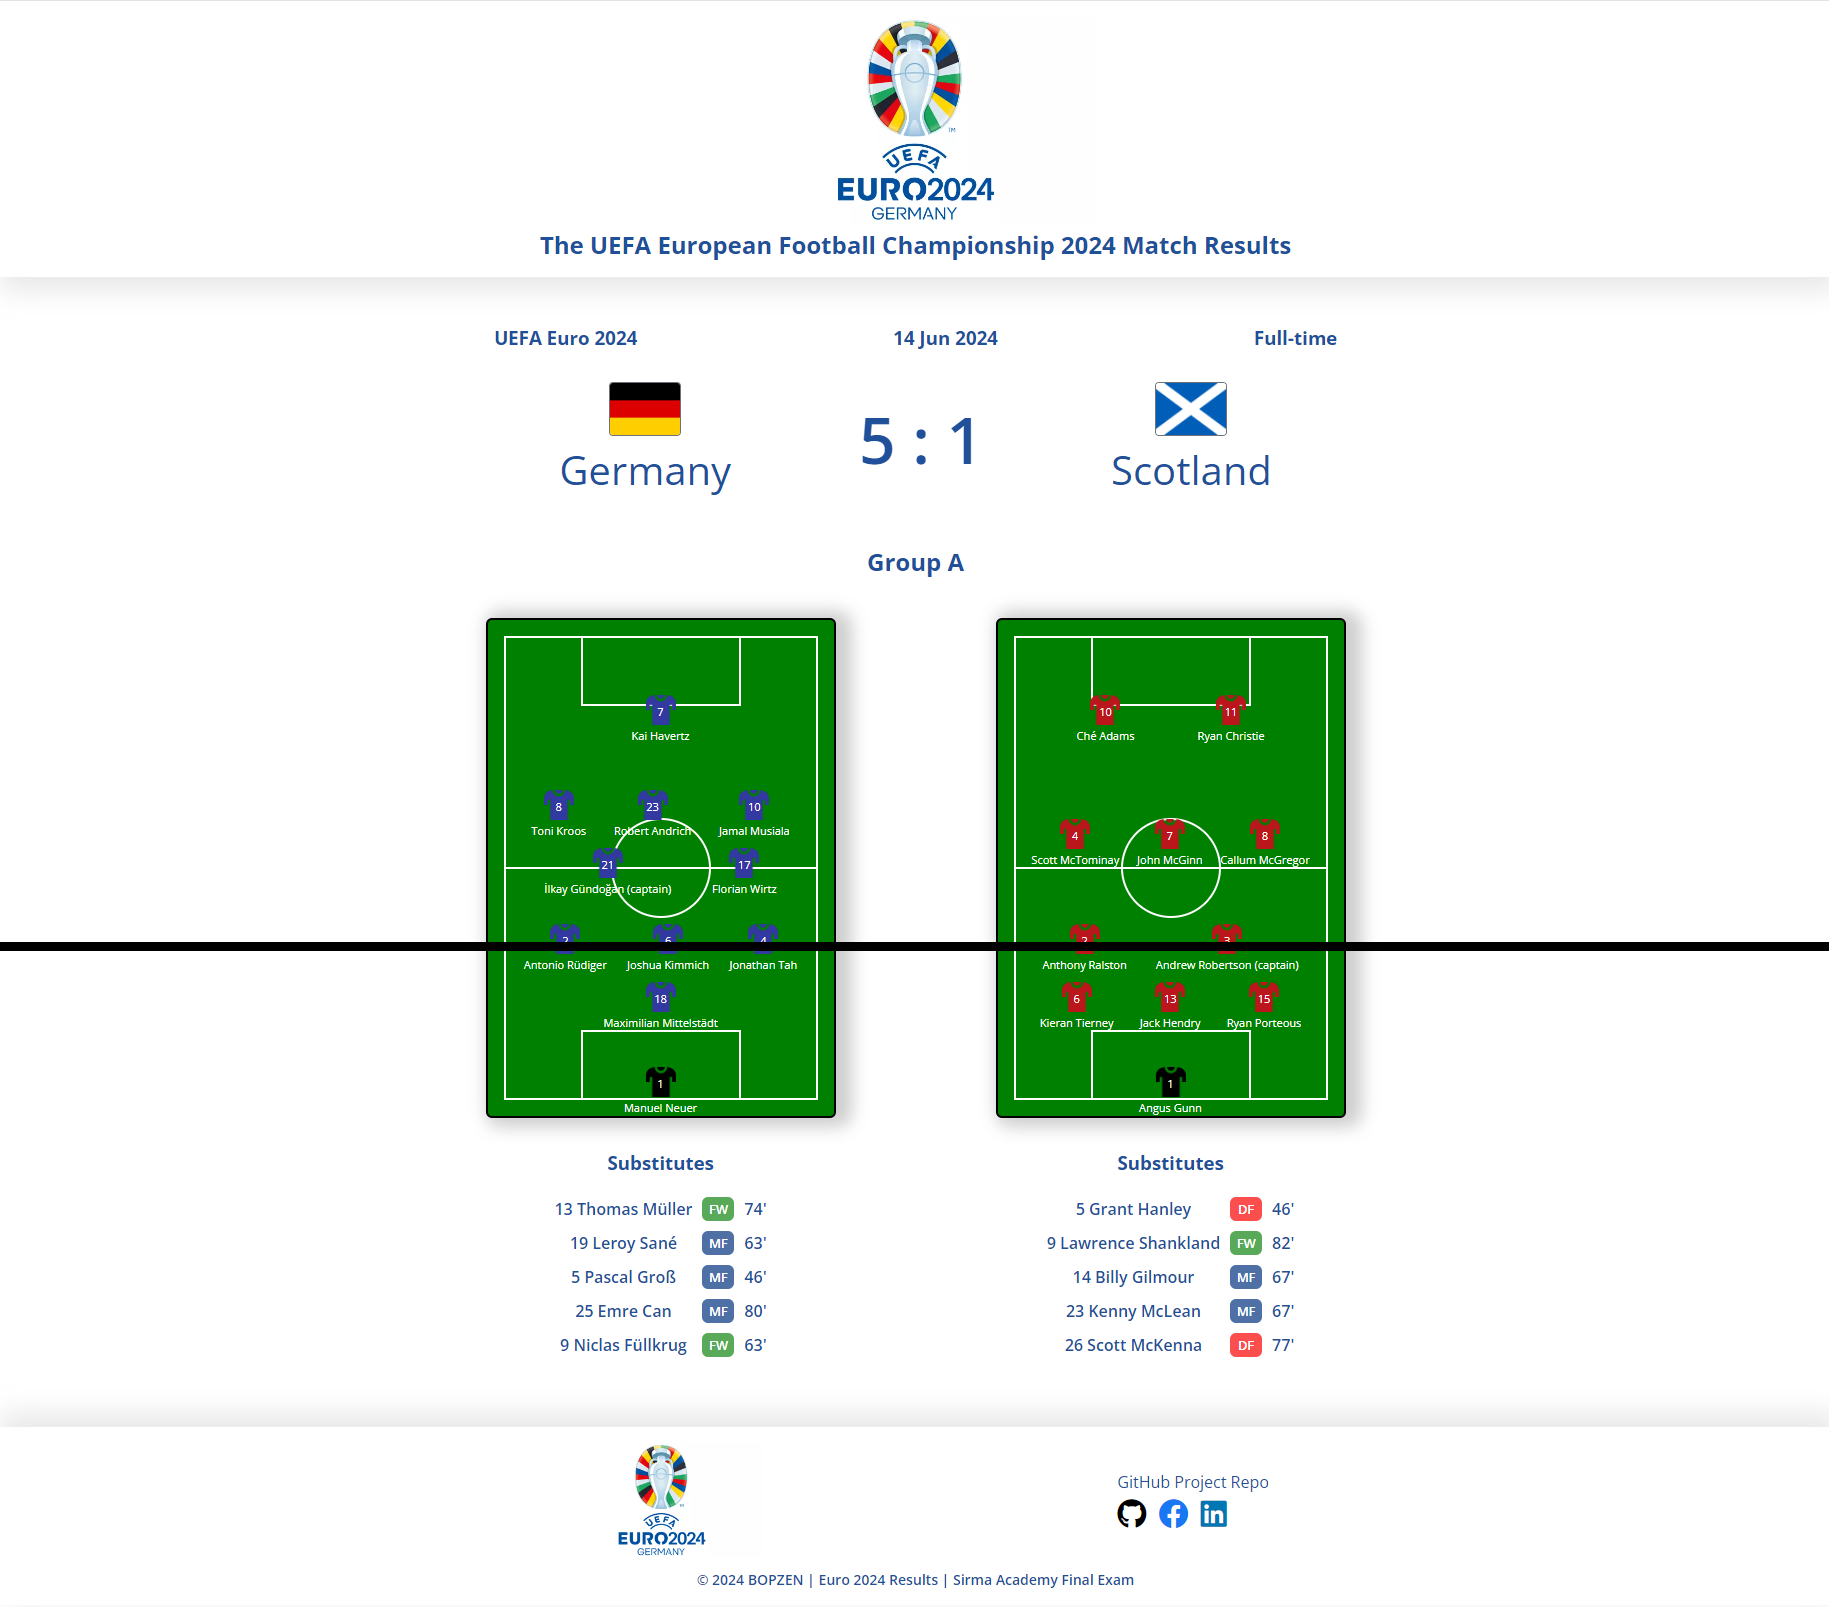 TM
UEFA
EURO2024
GERMANY
The UEFA European Football Championship 2024 Match Results
UEFA Euro 2024
14 Jun 2024
Full-time
Germany
5 : 1
Scotland
Group A
7
Kai Havertz
8 23 10
Toni Kroos Robert Andrich Jamal Musiala
21 17
İlkay Gündoğan (captain) Florian Wirtz
2 6 4
Antonio Rüdiger Joshua Kimmich Jonathan Tah
18
Maximilian Mittelstädt
1
Manuel Neuer
10 11
Ché Adams Ryan Christie
4 7 8
Scott McTominay John McGinn Callum McGregor
2 3
Anthony Ralston Andrew Robertson (captain)
6 13 15
Kieran Tierney Jack Hendry Ryan Porteous
1
Angus Gunn
Substitutes
13 Thomas Müller FW 74'
19 Leroy Sané MF 63'
5 Pascal Groß MF 46'
25 Emre Can MF 80'
9 Niclas Füllkrug FW 63'
Substitutes
5 Grant Hanley DF 46'
9 Lawrence Shankland FW 82'
14 Billy Gilmour MF 67'
23 Kenny McLean MF 67'
26 Scott McKenna DF 77'
UEFA
EURO2024
GERMANY
GitHub Project Repo
in
© 2024 BOPZEN | Euro 2024 Results | Sirma Academy Final Exam